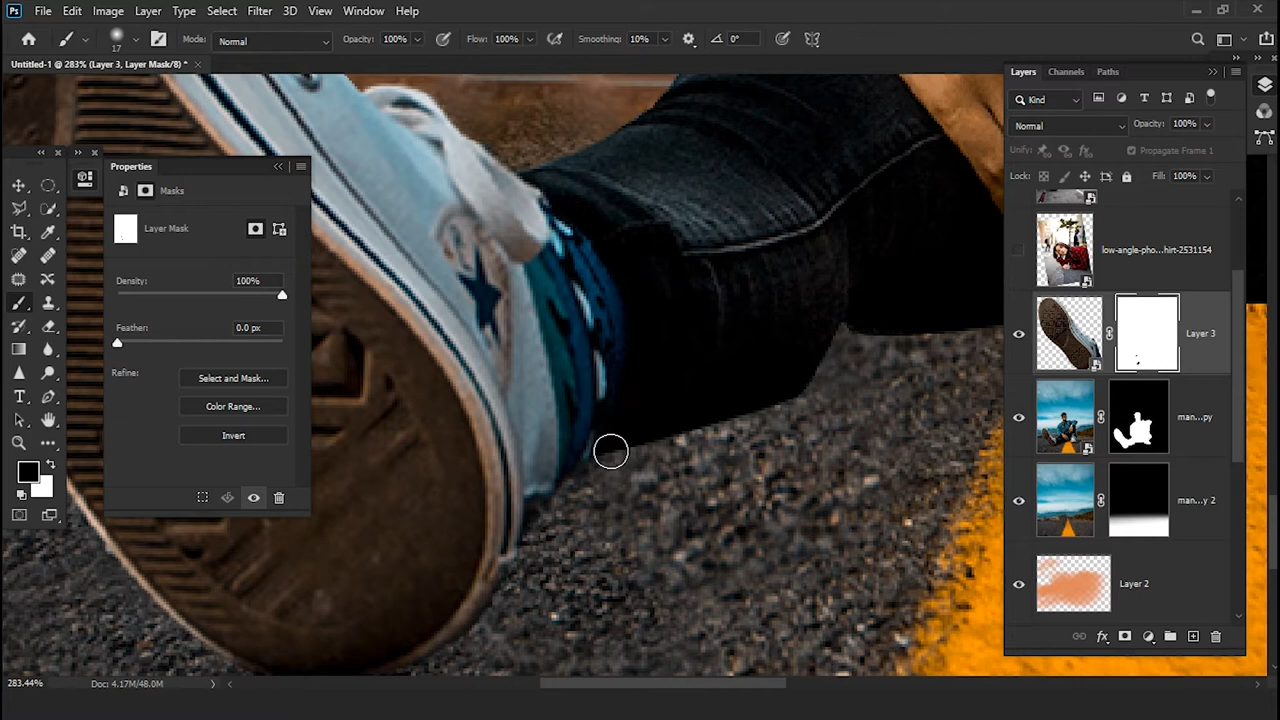 Ps File Edit Image Layer Type Select Filter 3D View Window Help
17 Mode: Normal Opacity: 100% Flow: 100% Smoothing: 10% 0°
Untitled-1 @ 283% (Layer 3, Layer Mask/8) *
Properties
Masks
Layer Mask
Density: 100%
Feather: 0.0 px
Refine: Select and Mask...
Color Range...
Invert
Layers Channels Paths
Kind
Normal Opacity: 100%
Unify: Propagate Frame 1
Lock: Fill: 100%
low-angle-pho...hirt-2531154
Layer 3
man...py
man...y 2
Layer 2
fx
283.44% Doc: 4.17M/48.0M